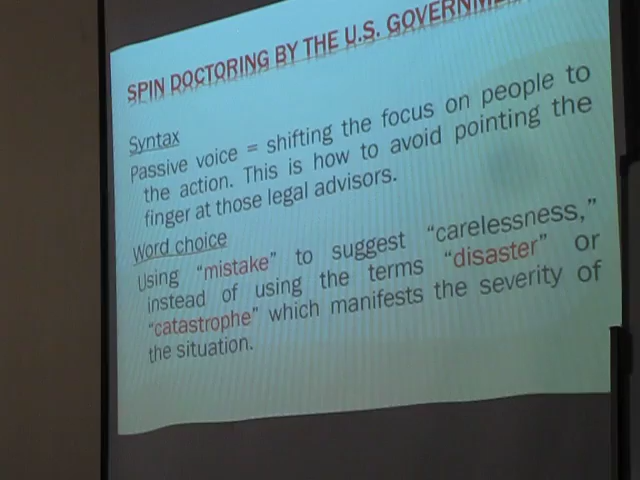 SPIN DOCTORING BY THE U.S.
Syntax
Passive voice = shifting the focus on people to
the action. This is how to avoid pointing the
finger at those legal advisors.
Word choice
Using "mistake" to suggest "carelessness,"
instead of using the terms "disaster" or
"catastrophe" which manifests the severity of
the situation.